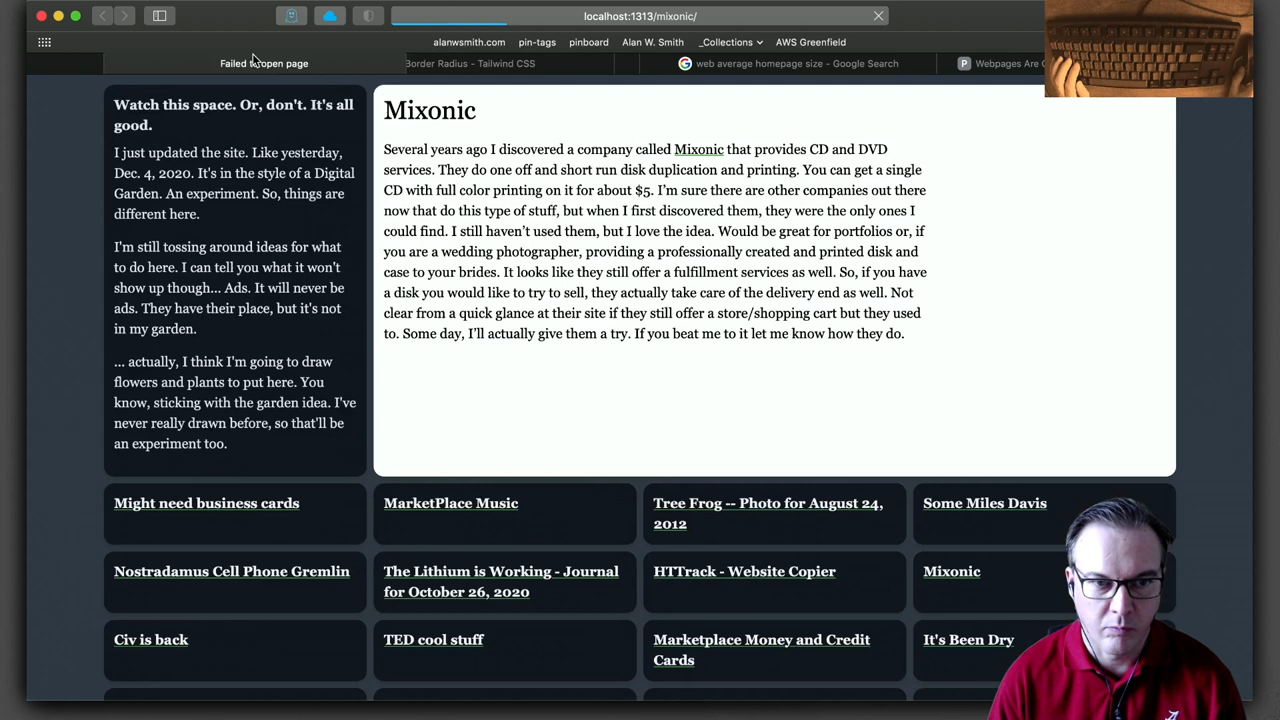 localhost:1313/mixonic/
alanwsmith.com pin-tags pinboard Alan W. Smith _Collections AWS Greenfield
Failed to open page
Border Radius - Tailwind CSS
web average homepage size - Google Search
Webpages Are
Watch this space. Or, don't. It's all
good.
I just updated the site. Like yesterday,
Dec. 4, 2020. It's in the style of a Digital
Garden. An experiment. So, things are
different here.
I'm still tossing around ideas for what
to do here. I can tell you what it won't
show up though... Ads. It will never be
ads. They have their place, but it's not
in my garden.
... actually, I think I'm going to draw
flowers and plants to put here. You
know, sticking with the garden idea. I've
never really drawn before, so that'll be
an experiment too.
Mixonic
Several years ago I discovered a company called Mixonic that provides CD and DVD
services. They do one off and short run disk duplication and printing. You can get a single
CD with full color printing on it for about $5. I’m sure there are other companies out there
now that do this type of stuff, but when I first discovered them, they were the only ones I
could find. I still haven’t used them, but I love the idea. Would be great for portfolios or, if
you are a wedding photographer, providing a professionally created and printed disk and
case to your brides. It looks like they still offer a fulfillment services as well. So, if you have
a disk you would like to try to sell, they actually take care of the delivery end as well. Not
clear from a quick glance at their site if they still offer a store/shopping cart but they used
to. Some day, I’ll actually give them a try. If you beat me to it let me know how they do.
Might need business cards
MarketPlace Music
Tree Frog -- Photo for August 24,
2012
Some Miles Davis
Nostradamus Cell Phone Gremlin
The Lithium is Working - Journal
for October 26, 2020
HTTrack - Website Copier
Mixonic
Civ is back
TED cool stuff
Marketplace Money and Credit
Cards
It's Been Dry